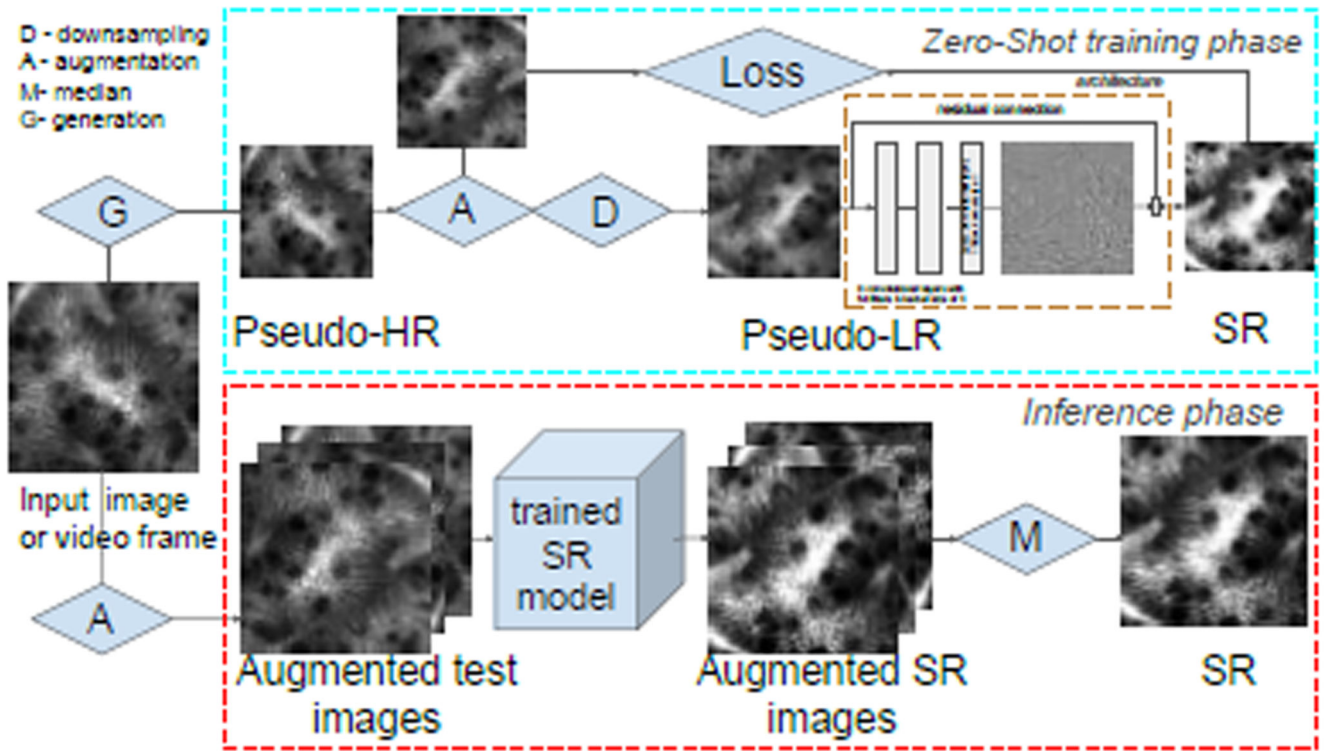 D - downsampling
A - augmentation
M- median
G- generation
Zero-Shot training phase
Loss
architecture
residual connection
G
A
D
Pseudo-HR
Pseudo-LR
SR
Inference phase
Input image
or video frame
trained
SR
model
M
A
Augmented test
images
Augmented SR
images
SR